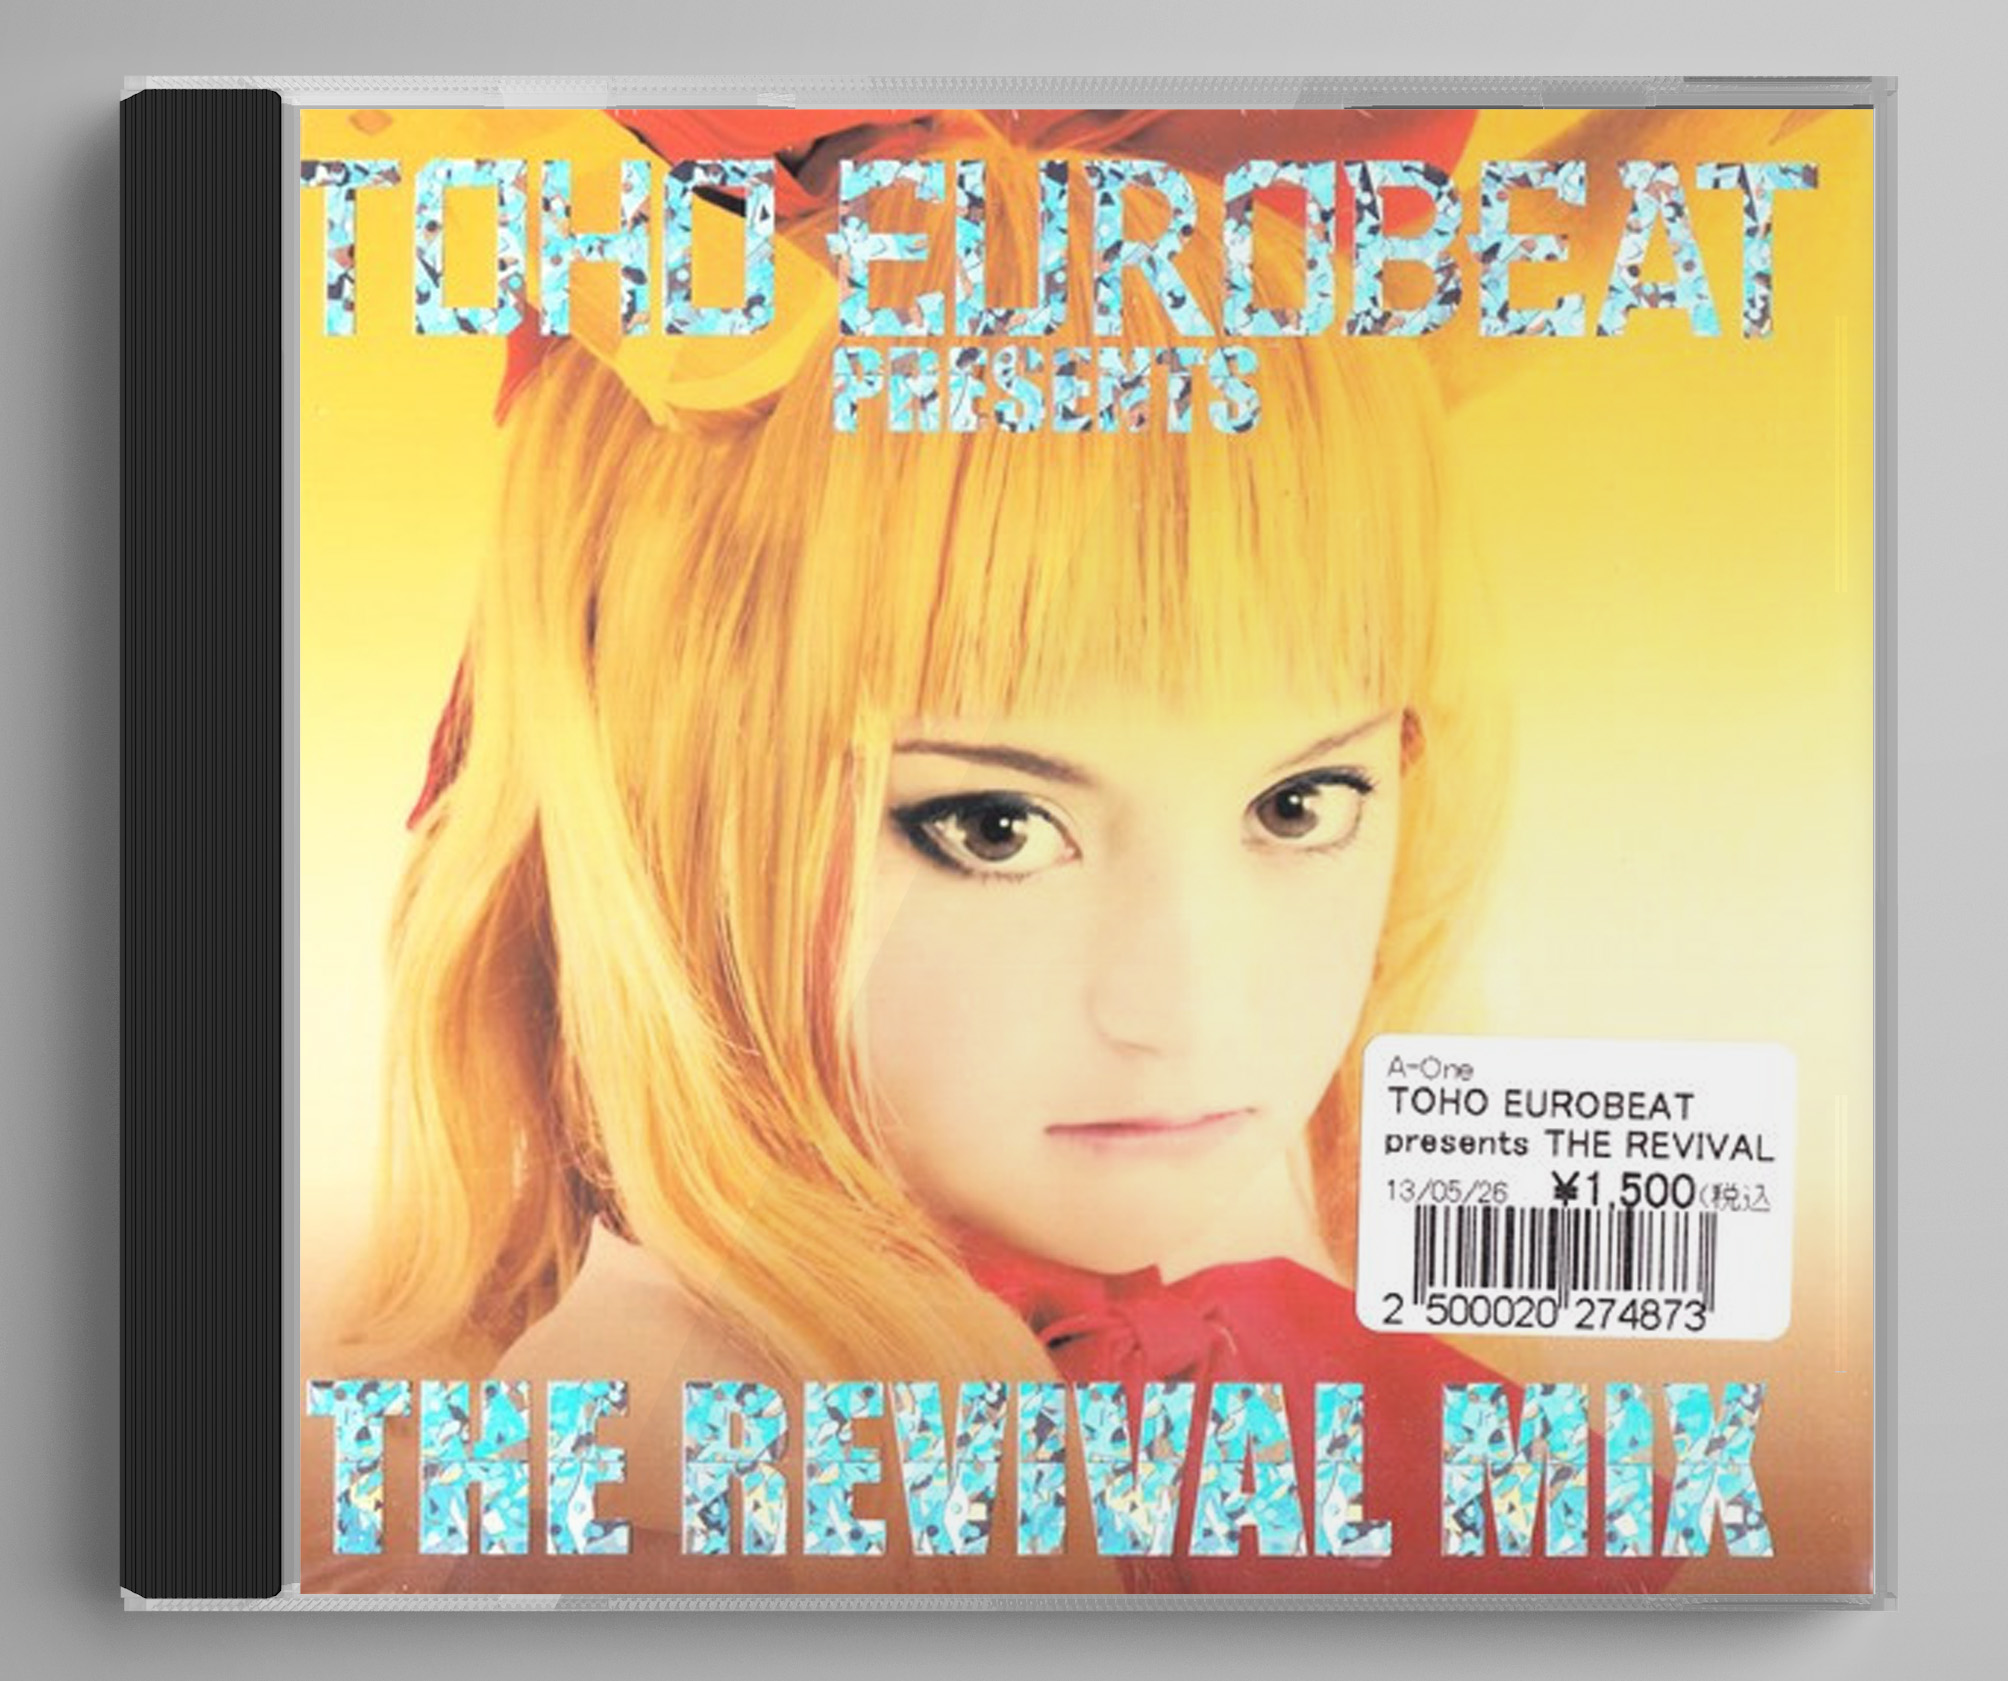 TOHO EUROBEAT
PRESENTS
A-One
TOHO EUROBEAT
presents THE REVIVAL
13/05/26 ¥1,500(税込
2 500020 274873
THE REVIVAL MIX